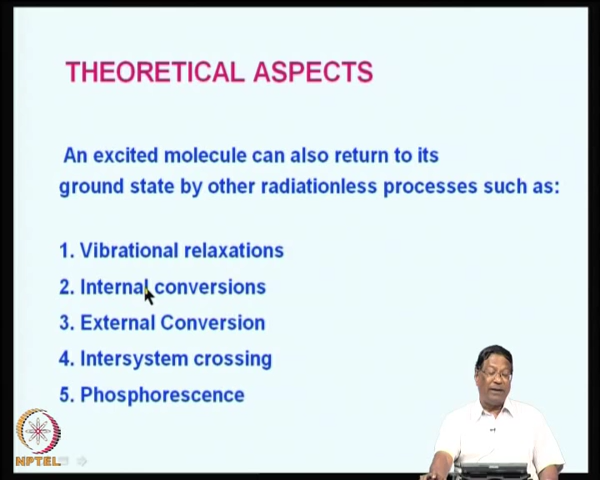 THEORETICAL ASPECTS
An excited molecule can also return to its
ground state by other radiationless processes such as:
1. Vibrational relaxations
2. Internal conversions
3. External Conversion
4. Intersystem crossing
5. Phosphorescence
NPTEL